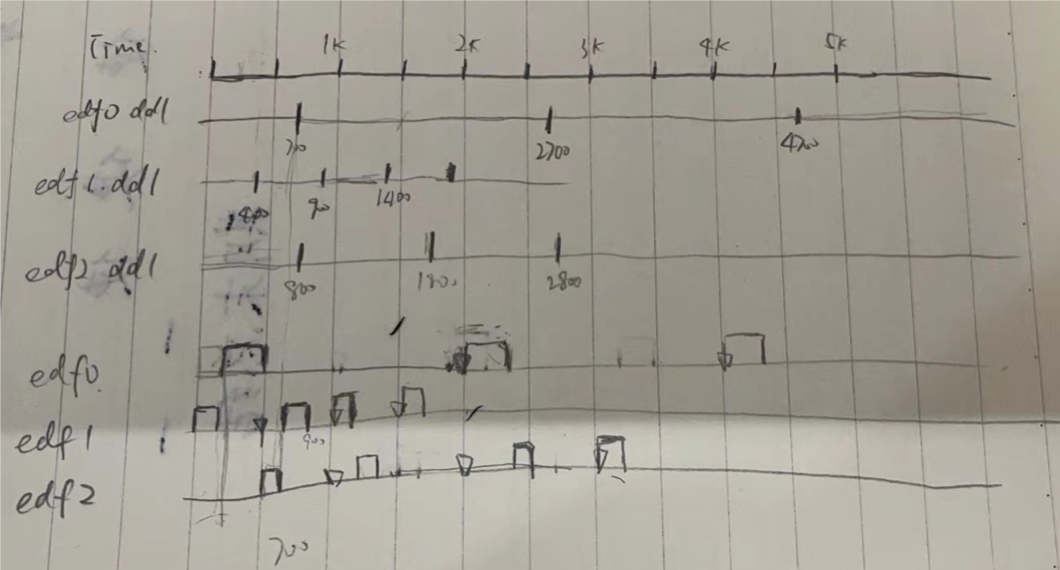 Time. 1K 2K 3K 4K 5K
edf0 ddl
700 2700 4700
edf1. ddl
400 900 1400
edf2 ddl
800 1800 2800
edf0
edf1
900
edf2
700